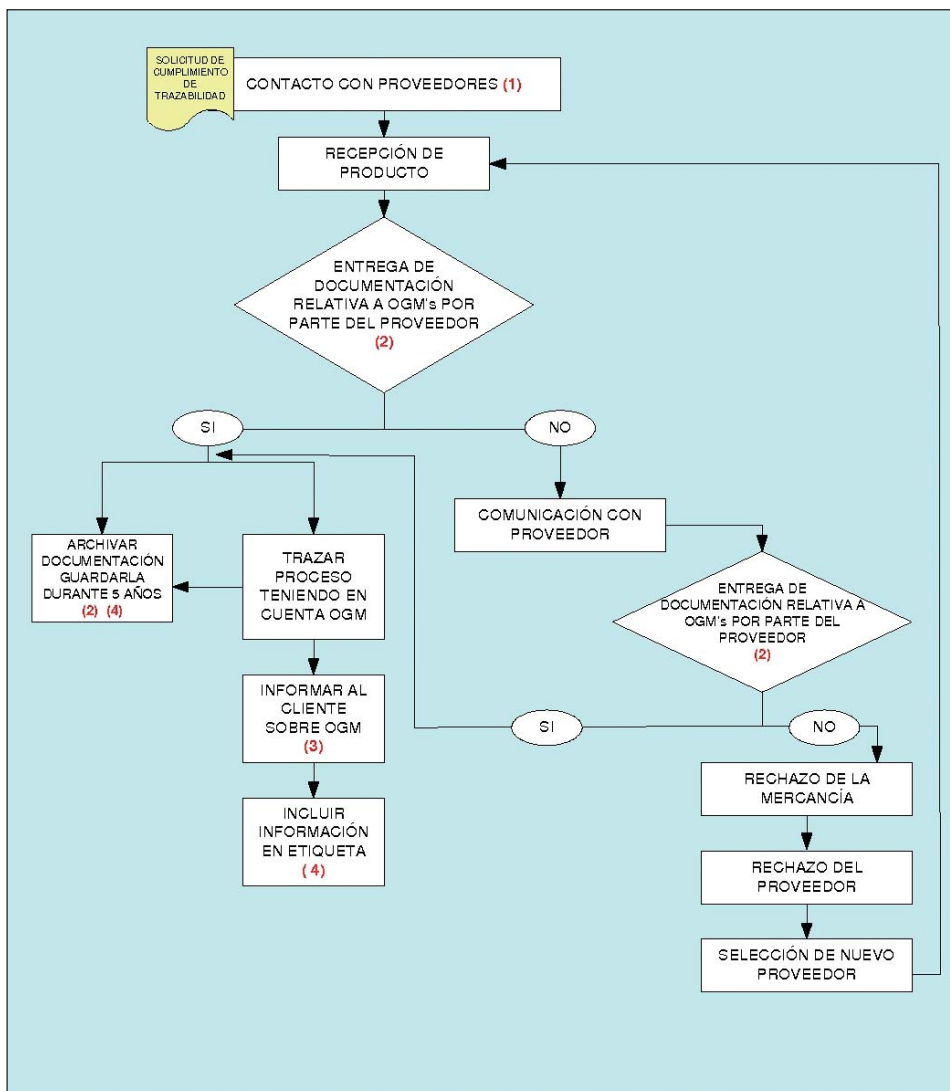 SOLICITUD DE
CUMPLIMIENTO
DE
TRAZABILIDAD
CONTACTO CON PROVEEDORES (1)
RECEPCIÓN DE
PRODUCTO
ENTREGA DE
DOCUMENTACIÓN
RELATIVA A OGM's POR
PARTE DEL PROVEEDOR
(2)
SI
NO
COMUNICACIÓN CON
PROVEEDOR
ARCHIVAR
DOCUMENTACIÓN
GUARDARLA
DURANTE 5 AÑOS
(2) (4)
TRAZAR
PROCESO
TENIENDO EN
CUENTA OGM
ENTREGA DE
DOCUMENTACIÓN RELATIVA A
OGM's POR PARTE DEL
PROVEEDOR
(2)
INFORMAR AL
CLIENTE
SOBRE OGM
(3)
SI
NO
INCLUIR
INFORMACIÓN
EN ETIQUETA
( 4)
RECHAZO DE LA
MERCANCÍA
RECHAZO DEL
PROVEEDOR
SELECCIÓN DE NUEVO
PROVEEDOR